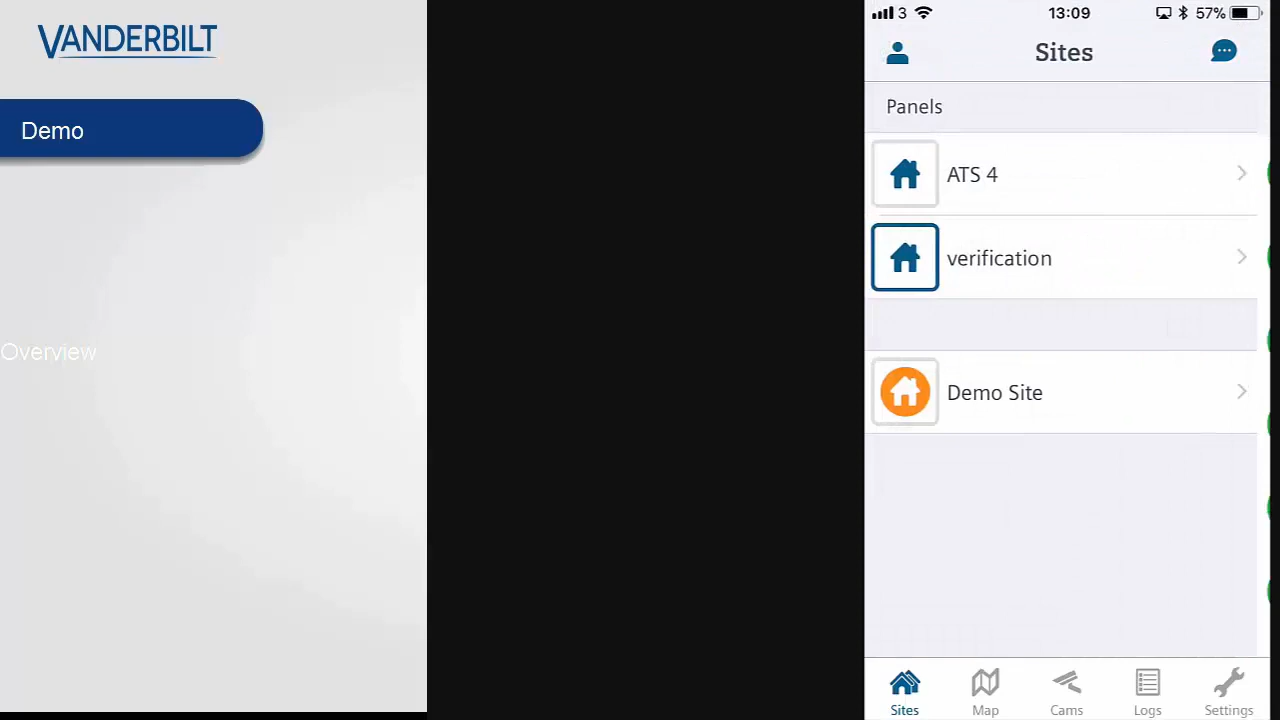 VANDERBILT
Demo
Overview
3
13:09
57%
Sites
Panels
ATS 4
verification
Demo Site
Sites
Map
Cams
Logs
Settings